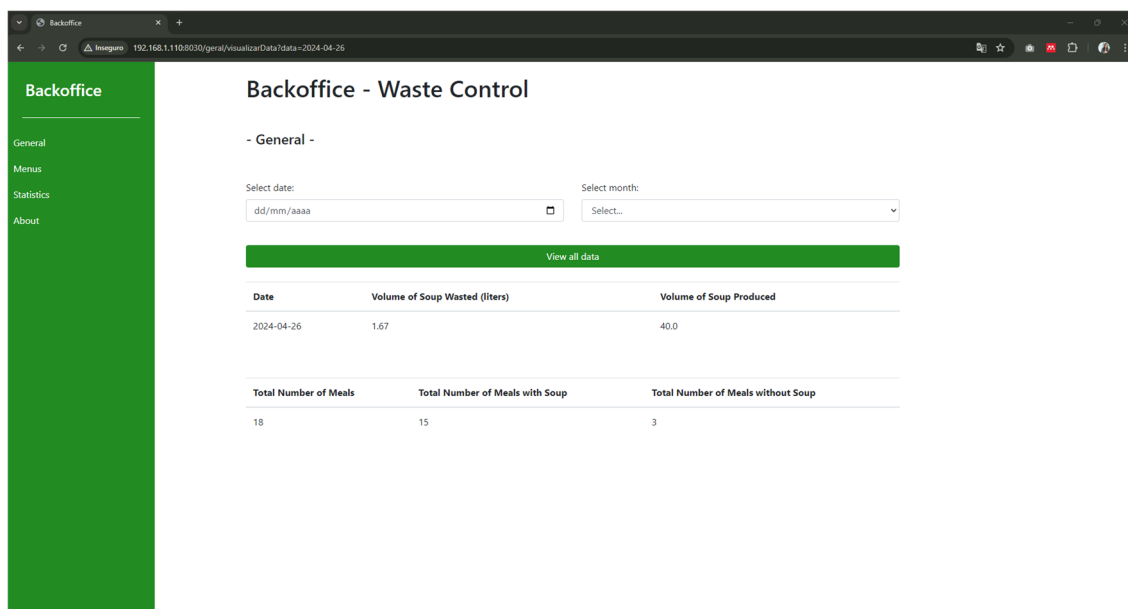 Backoffice
Inseguro 192.168.1.110:8030/geral/visualizarData?data=2024-04-26
Backoffice
General
Menus
Statistics
About
Backoffice - Waste Control
- General -
Select date: Select month:
dd/mm/aaaa Select...
View all data
Date Volume of Soup Wasted (liters) Volume of Soup Produced
2024-04-26 1.67 40.0
Total Number of Meals Total Number of Meals with Soup Total Number of Meals without Soup
18 15 3